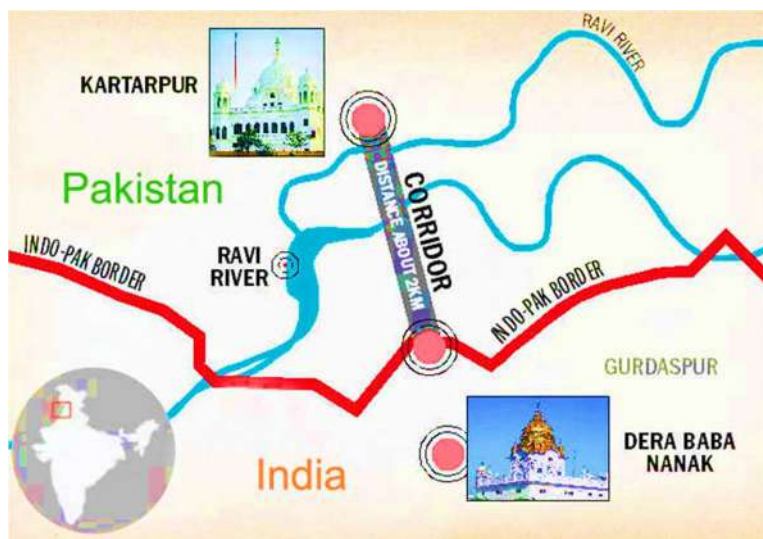 RAVI RIVER
KARTARPUR
Pakistan
DISTANCE ABOUT 2KM
CORRIDOR
INDO-PAK BORDER
RAVI
RIVER
INDO-PAK BORDER
GURDASPUR
DERA BABA
NANAK
India